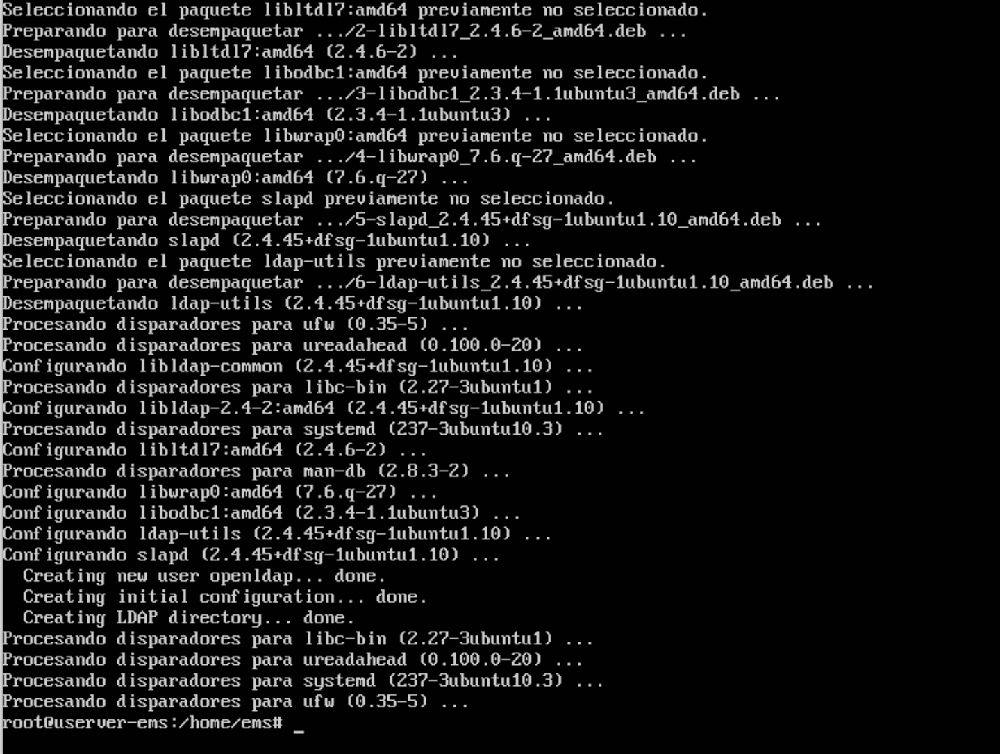 Seleccionando el paquete libltdl7:amd64 previamente no seleccionado.
Preparando para desempaquetar .../2-libltdl7_2.4.6-2_amd64.deb ...
Desempaquetando libltdl7:amd64 (2.4.6-2) ...
Seleccionando el paquete libodbc1:amd64 previamente no seleccionado.
Preparando para desempaquetar .../3-libodbc1_2.3.4-1.1ubuntu3_amd64.deb ...
Desempaquetando libodbc1:amd64 (2.3.4-1.1ubuntu3) ...
Seleccionando el paquete libwrap0:amd64 previamente no seleccionado.
Preparando para desempaquetar .../4-libwrap0_7.6.q-27_amd64.deb ...
Desempaquetando libwrap0:amd64 (7.6.q-27) ...
Seleccionando el paquete slapd previamente no seleccionado.
Preparando para desempaquetar .../5-slapd_2.4.45+dfsg-1ubuntu1.10_amd64.deb ...
Desempaquetando slapd (2.4.45+dfsg-1ubuntu1.10) ...
Seleccionando el paquete ldap-utils previamente no seleccionado.
Preparando para desempaquetar .../6-ldap-utils_2.4.45+dfsg-1ubuntu1.10_amd64.deb ...
Desempaquetando ldap-utils (2.4.45+dfsg-1ubuntu1.10) ...
Procesando disparadores para ufw (0.35-5) ...
Procesando disparadores para ureadahead (0.100.0-20) ...
Configurando libldap-common (2.4.45+dfsg-1ubuntu1.10) ...
Procesando disparadores para libc-bin (2.27-3ubuntu1) ...
Configurando libldap-2.4-2:amd64 (2.4.45+dfsg-1ubuntu1.10) ...
Procesando disparadores para systemd (237-3ubuntu10.3) ...
Configurando libltdl7:amd64 (2.4.6-2) ...
Procesando disparadores para man-db (2.8.3-2) ...
Configurando libwrap0:amd64 (7.6.q-27) ...
Configurando libodbc1:amd64 (2.3.4-1.1ubuntu3) ...
Configurando ldap-utils (2.4.45+dfsg-1ubuntu1.10) ...
Configurando slapd (2.4.45+dfsg-1ubuntu1.10) ...
  Creating new user openldap... done.
  Creating initial configuration... done.
  Creating LDAP directory... done.
Procesando disparadores para libc-bin (2.27-3ubuntu1) ...
Procesando disparadores para ureadahead (0.100.0-20) ...
Procesando disparadores para systemd (237-3ubuntu10.3) ...
Procesando disparadores para ufw (0.35-5) ...
root@userver-ems:/home/ems# _